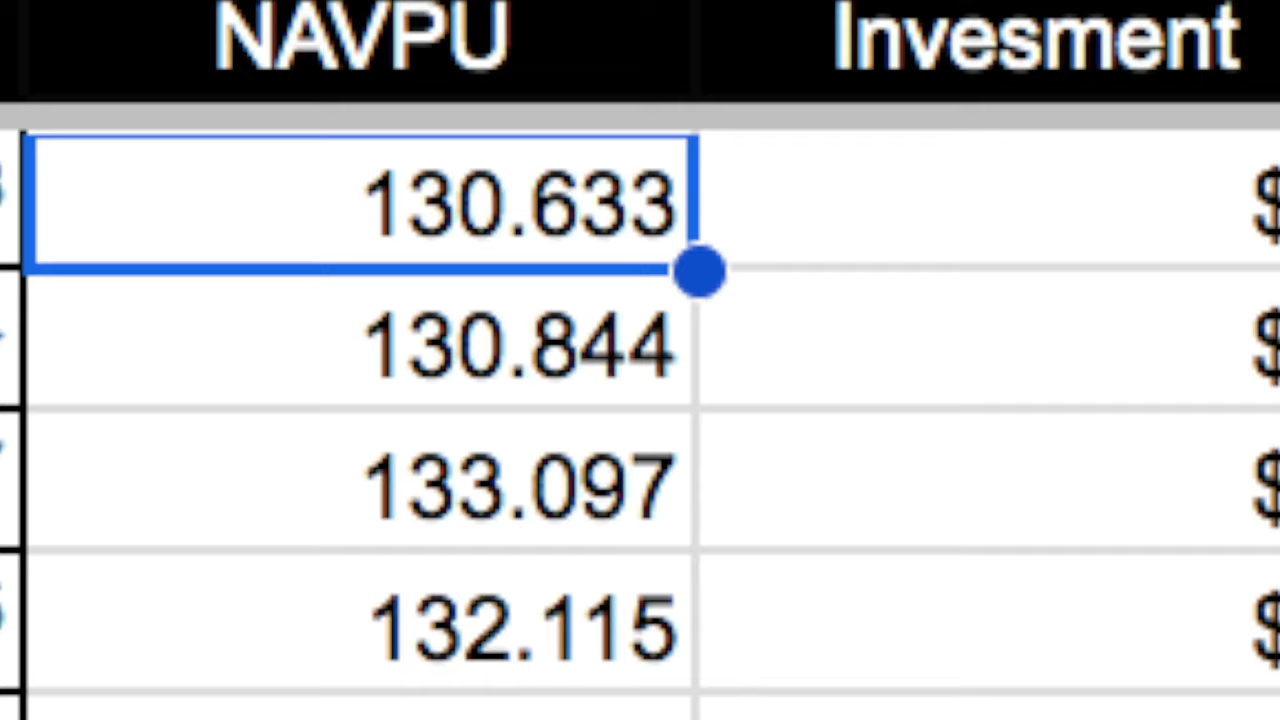 NAVPU Invesment
130.633 $
130.844 $
133.097 $
132.115 $